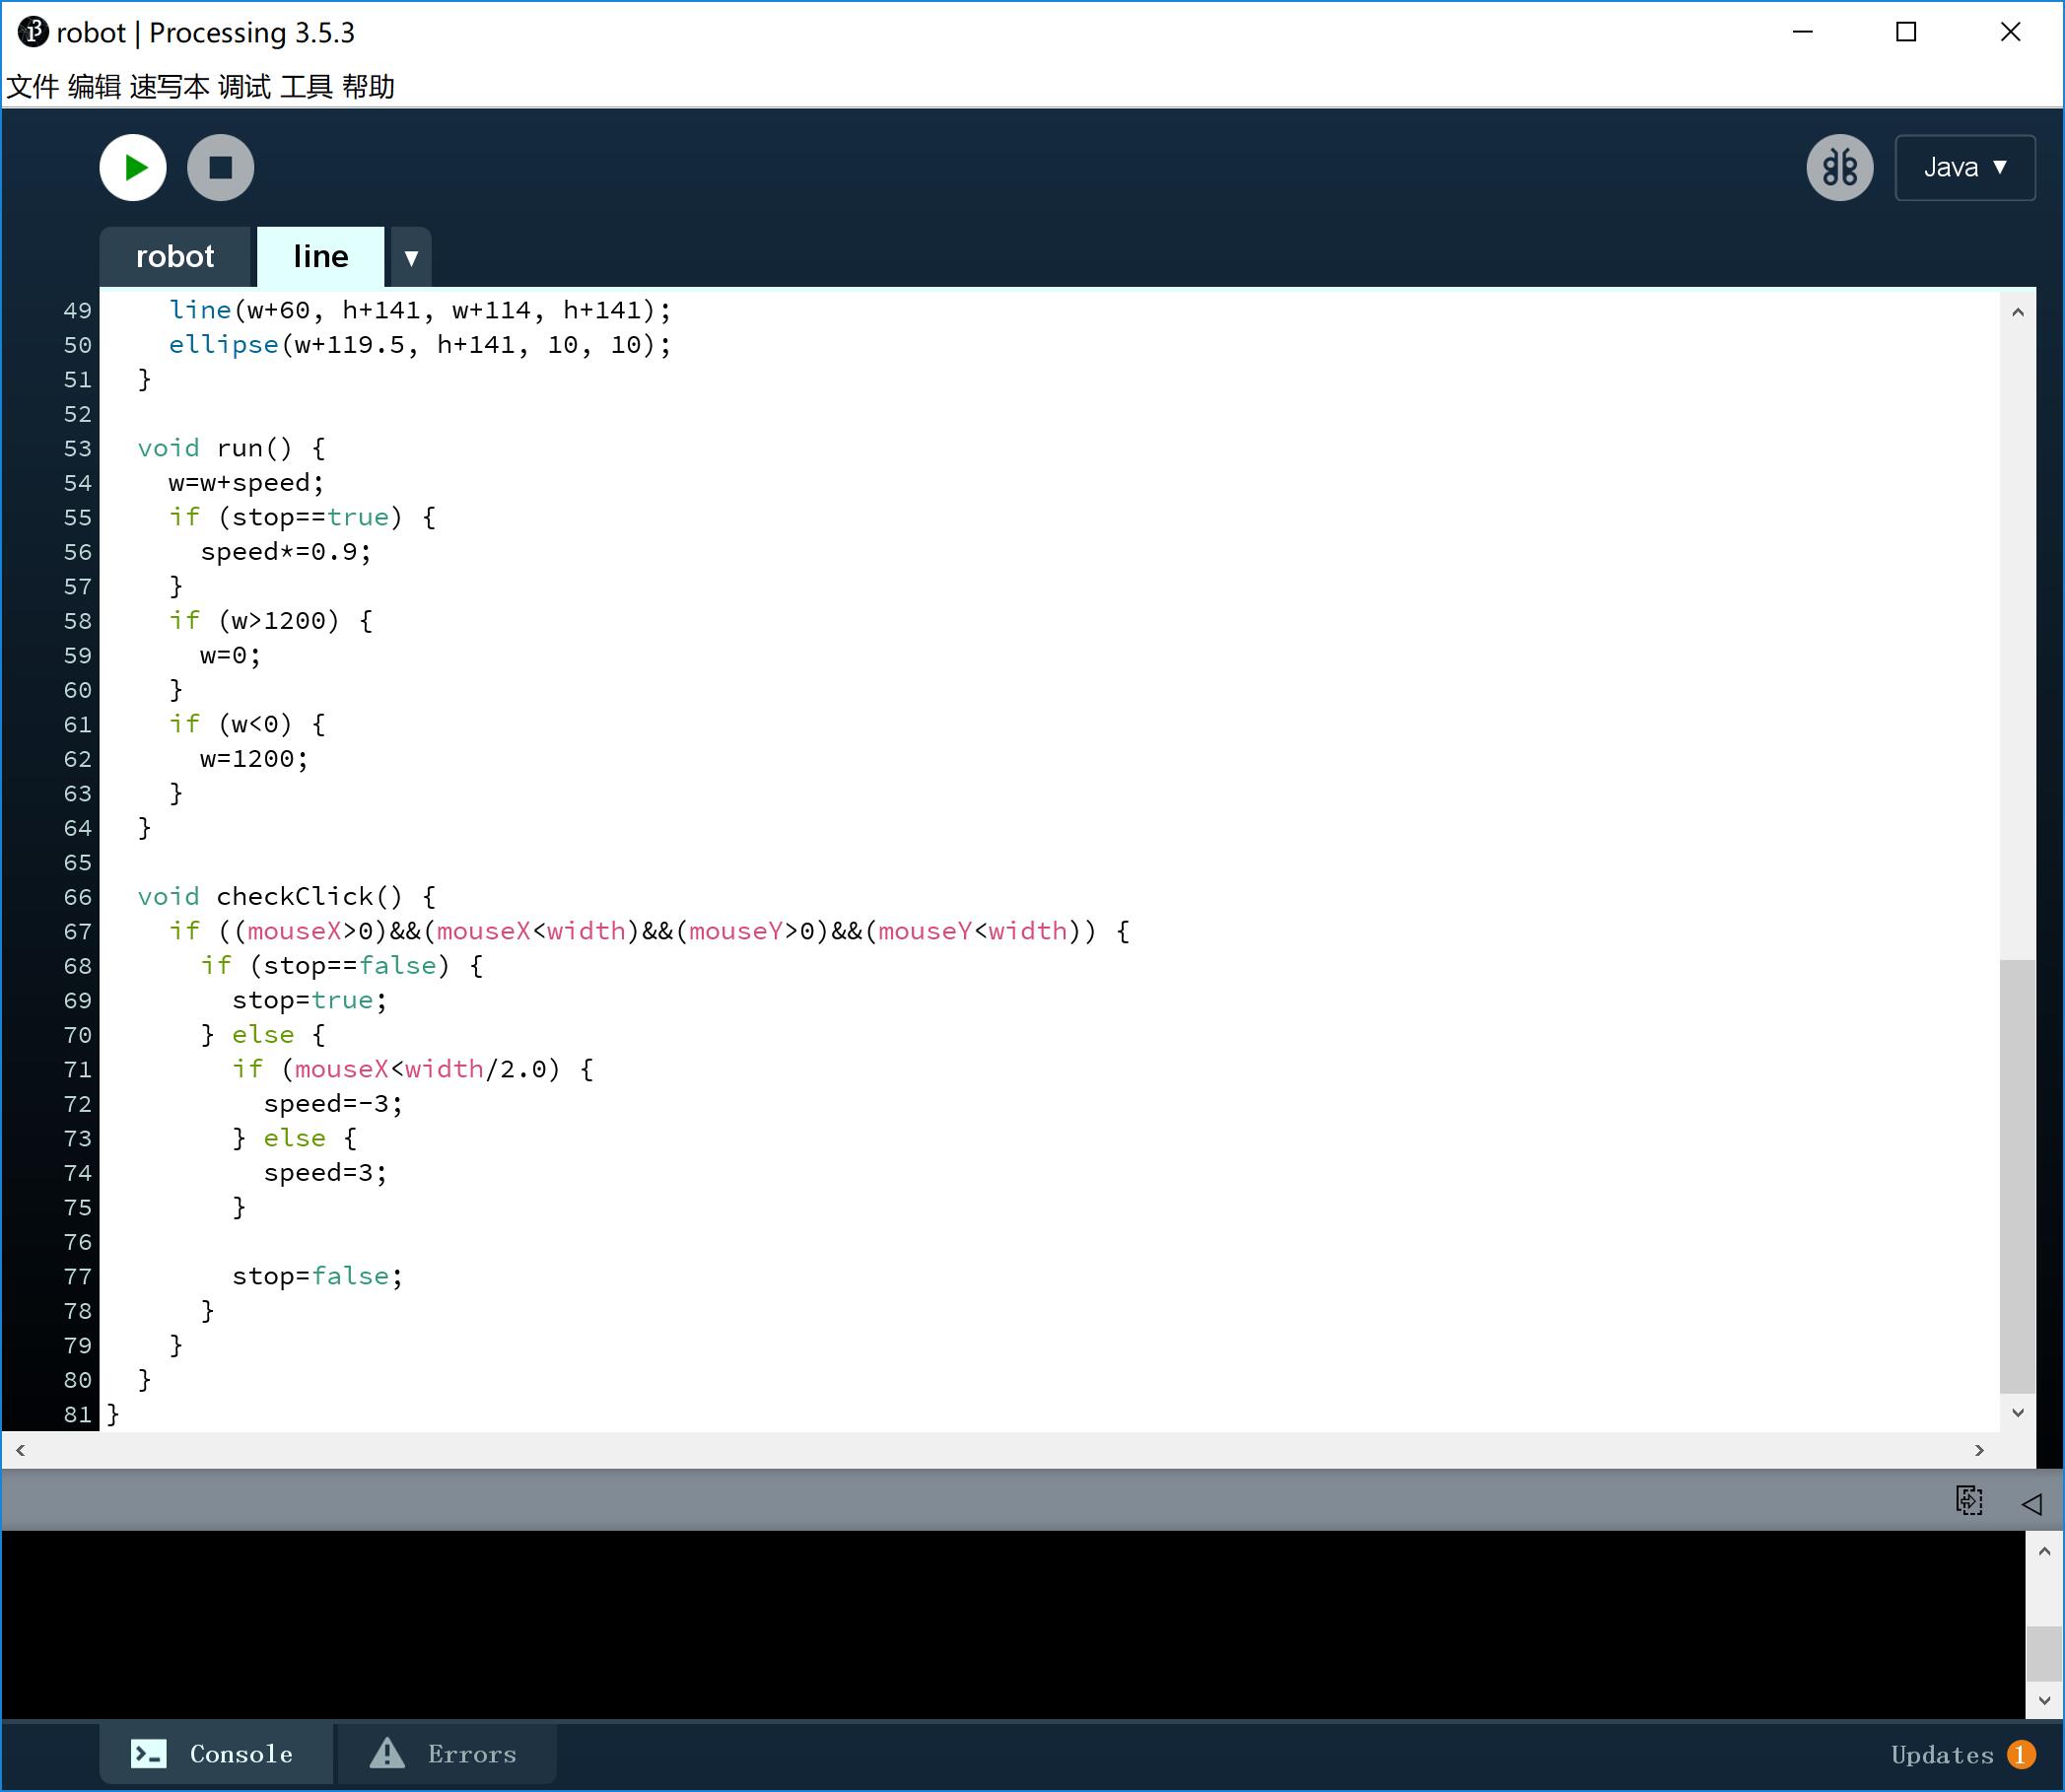 robot | Processing 3.5.3
文件 编辑 速写本 调试 工具 帮助
Java ▼
robot line ▼
49     line(w+60, h+141, w+114, h+141);
50     ellipse(w+119.5, h+141, 10, 10);
51   }
52
53   void run() {
54     w=w+speed;
55     if (stop==true) {
56       speed*=0.9;
57     }
58     if (w>1200) {
59       w=0;
60     }
61     if (w<0) {
62       w=1200;
63     }
64   }
65
66   void checkClick() {
67     if ((mouseX>0)&&(mouseX<width)&&(mouseY>0)&&(mouseY<width)) {
68       if (stop==false) {
69         stop=true;
70       } else {
71         if (mouseX<width/2.0) {
72           speed=-3;
73         } else {
74           speed=3;
75         }
76
77         stop=false;
78       }
79     }
80   }
81 }
Console Errors Updates 1